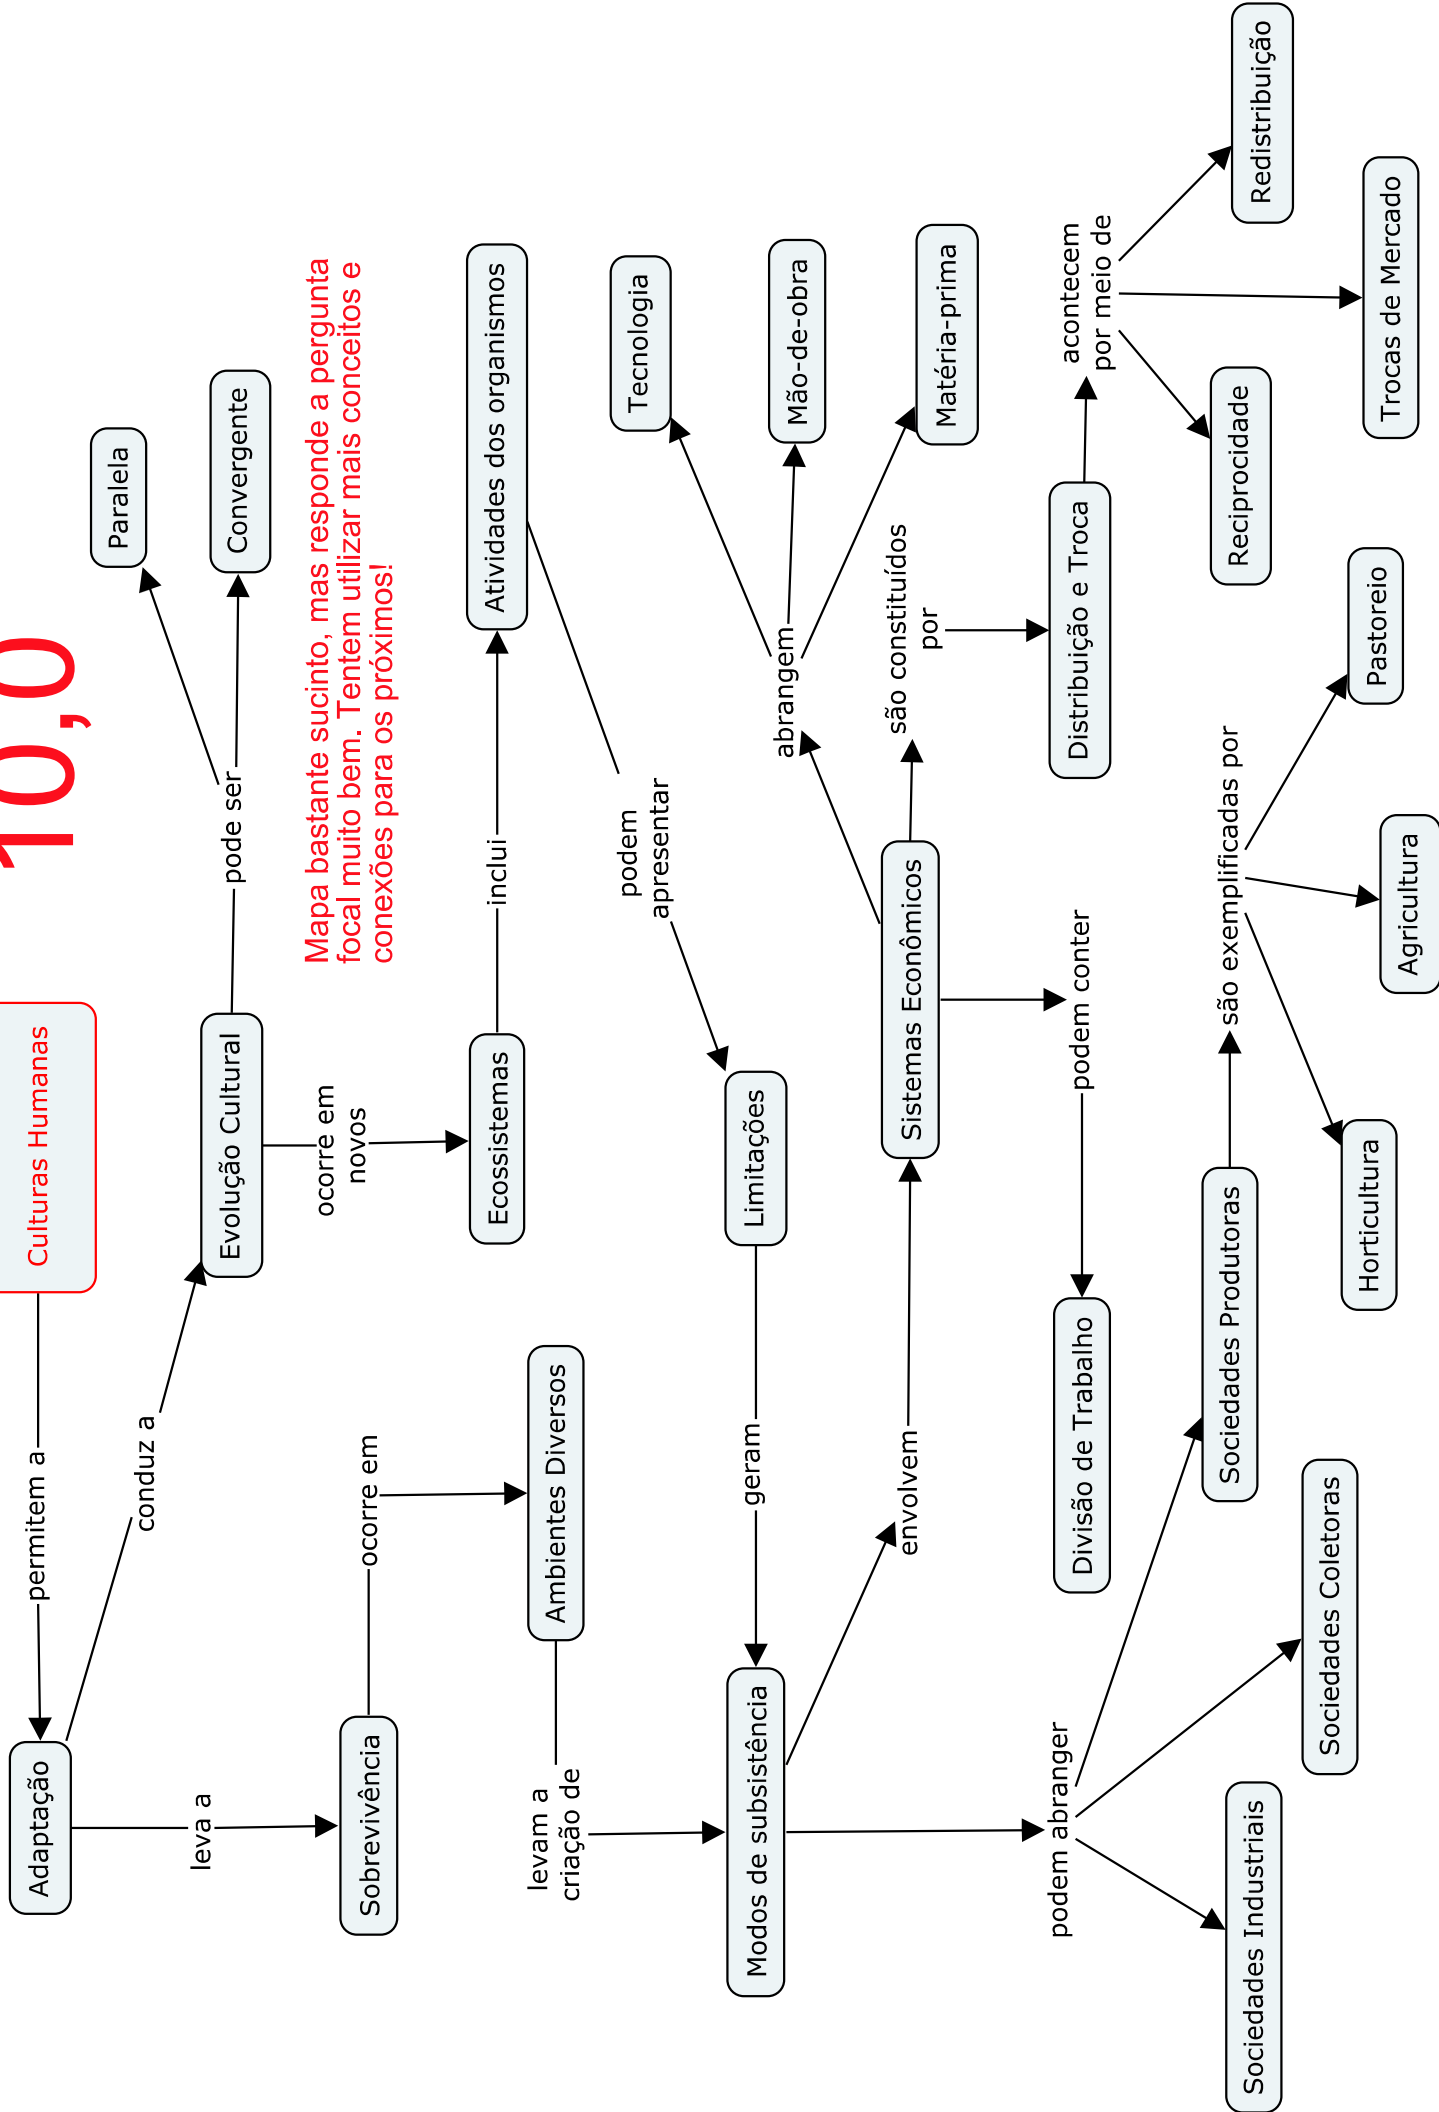 10,0
Culturas Humanas
permitem a
Adaptação
conduz a
Evolução Cultural
pode ser
Paralela
Convergente
leva a
Sobrevivência
ocorre em
ocorre em
novos
Mapa bastante sucinto, mas responde a pergunta
focal muito bem. Tentem utilizar mais conceitos e
conexões para os próximos!
Ecossistemas
inclui
Atividades dos organismos
Ambientes Diversos
levam a
criação de
podem
apresentar
Limitações
geram
Modos de subsistência
Tecnologia
abrangem
Mão-de-obra
Matéria-prima
envolvem
Sistemas Econômicos
são constituídos
por
podem abranger
Divisão de Trabalho
podem conter
Distribuição e Troca
acontecem
por meio de
Sociedades Industriais
Sociedades Coletoras
Sociedades Produtoras
são exemplificadas por
Horticultura
Agricultura
Pastoreio
Reciprocidade
Trocas de Mercado
Redistribuição